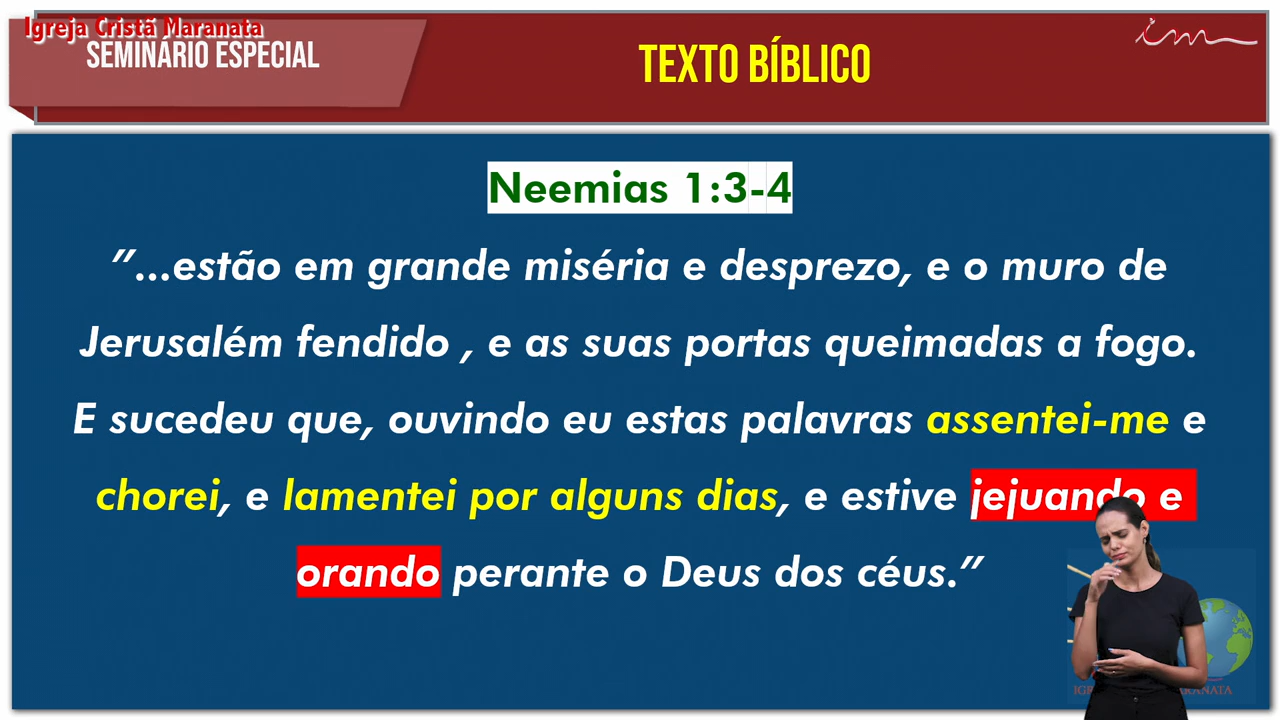 Igreja Cristã Maranata
SEMINÁRIO ESPECIAL
TEXTO BÍBLICO
Neemias 1:3-4
"...estão em grande miséria e desprezo, e o muro de
Jerusalém fendido , e as suas portas queimadas a fogo.
E sucedeu que, ouvindo eu estas palavras assentei-me e
chorei, e lamentei por alguns dias, e estive jejuando e
orando perante o Deus dos céus."